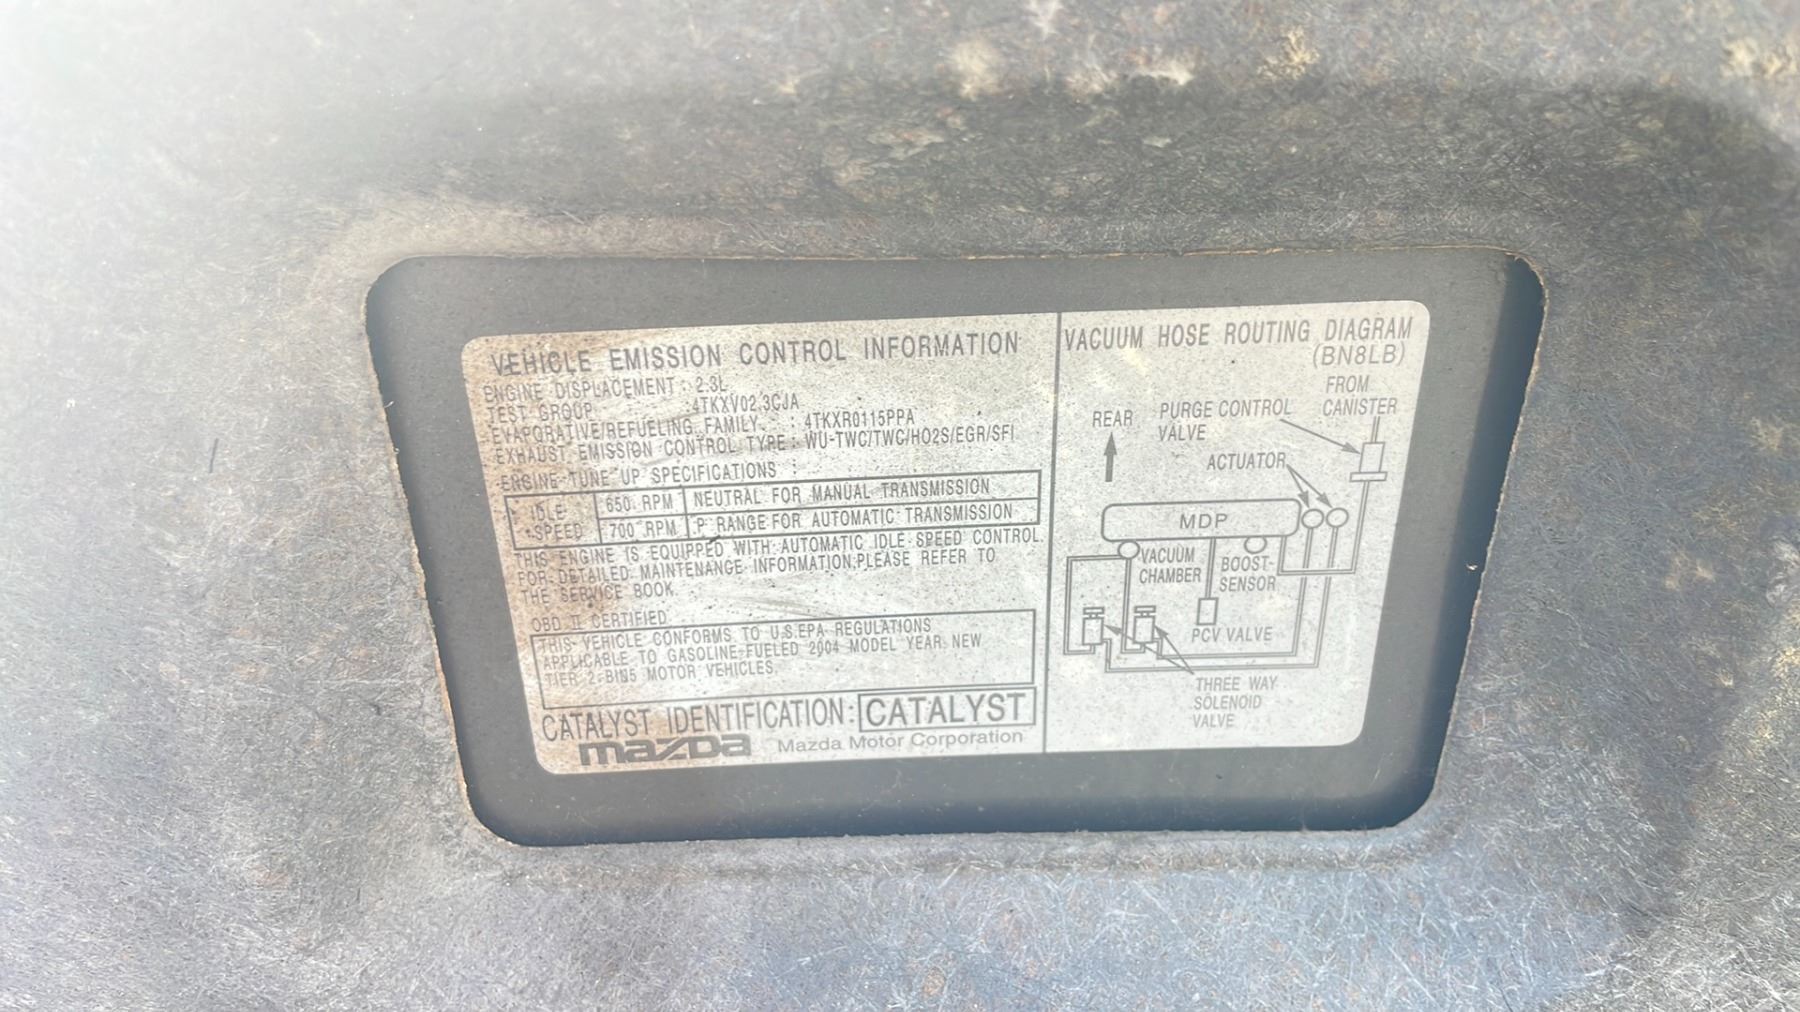 VEHICLE EMISSION CONTROL INFORMATION
ENGINE DISPLACEMENT : 2.3L
TEST GROUP : 4TKXV02.3CJA
EVAPORATIVE/REFUELING FAMILY : 4TKXR0115PPA
EXHAUST EMISSION CONTROL TYPE : WU-TWC/TWC/HO2S/EGR/SFI
ENGINE TUNE UP SPECIFICATIONS :
IDLE SPEED
650 RPM NEUTRAL FOR MANUAL TRANSMISSION
700 RPM P RANGE FOR AUTOMATIC TRANSMISSION
THIS ENGINE IS EQUIPPED WITH AUTOMATIC IDLE SPEED CONTROL
FOR DETAILED MAINTENANCE INFORMATION,PLEASE REFER TO
THE SERVICE BOOK
OBD II CERTIFIED
THIS VEHICLE CONFORMS TO U.S.EPA REGULATIONS
APPLICABLE TO GASOLINE-FUELED 2004 MODEL YEAR NEW
TIER 2-BIN5 MOTOR VEHICLES.
CATALYST IDENTIFICATION: CATALYST
mazda Mazda Motor Corporation
VACUUM HOSE ROUTING DIAGRAM
(BN8LB)
FROM
CANISTER
REAR
PURGE CONTROL
VALVE
ACTUATOR
MDP
VACUUM
CHAMBER
BOOST-
SENSOR
PCV VALVE
THREE WAY
SOLENOID
VALVE